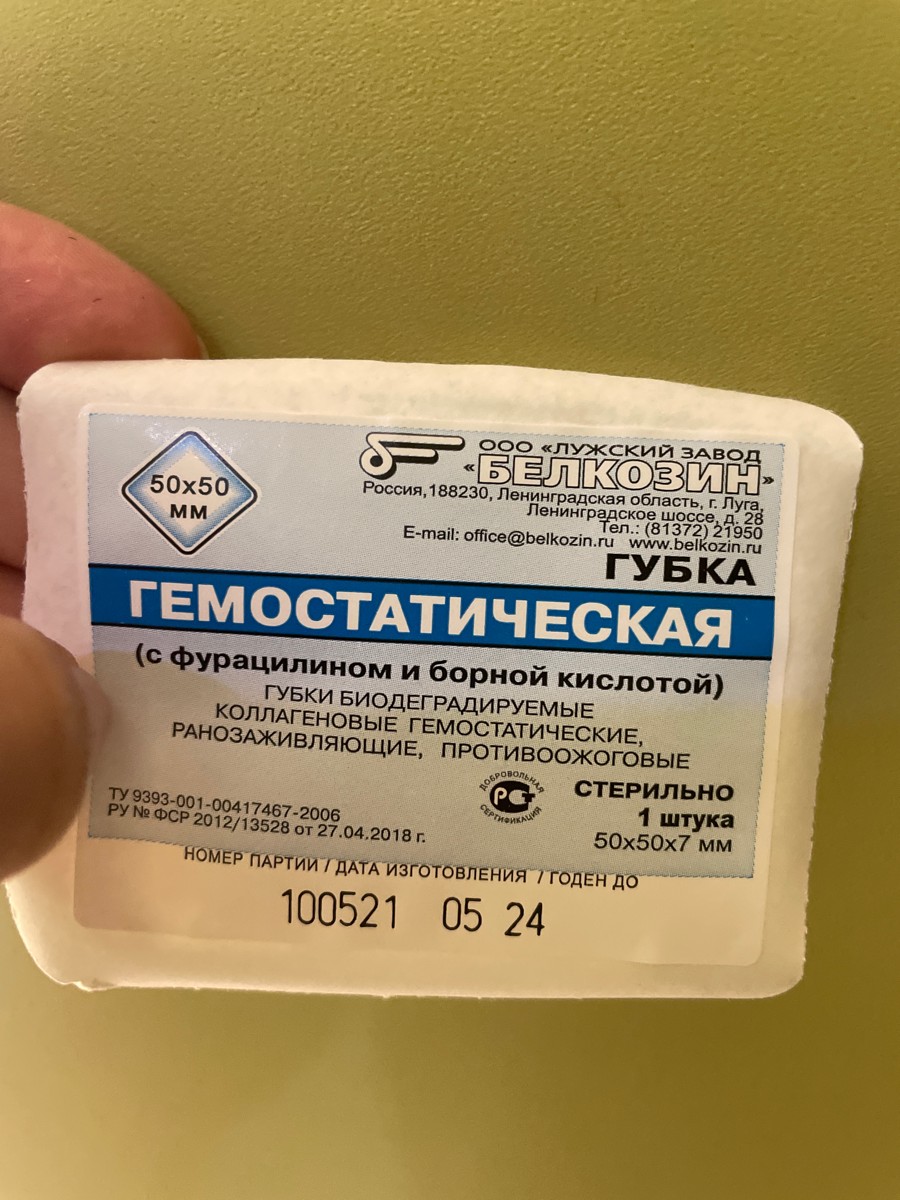 50х50
мм
ООО «ЛУЖСКИЙ ЗАВОД
«БЕЛКОЗИН»
Россия,188230, Ленинградская область, г. Луга,
Ленинградское шоссе, д. 28
Тел.: (81372) 21950
E-mail: office@belkozin.ru www.belkozin.ru
ГУБКА
ГЕМОСТАТИЧЕСКАЯ
(с фурацилином и борной кислотой)
ГУБКИ БИОДЕГРАДИРУЕМЫЕ
КОЛЛАГЕНОВЫЕ ГЕМОСТАТИЧЕСКИЕ,
РАНОЗАЖИВЛЯЮЩИЕ, ПРОТИВООЖОГОВЫЕ
ДОБРОВОЛЬНАЯ
РСТ
СЕРТИФИКАЦИЯ
СТЕРИЛЬНО
1 штука
50х50х7 мм
ТУ 9393-001-00417467-2006
РУ № ФСР 2012/13528 от 27.04.2018 г.
НОМЕР ПАРТИИ / ДАТА ИЗГОТОВЛЕНИЯ / ГОДЕН ДО
100521 05 24